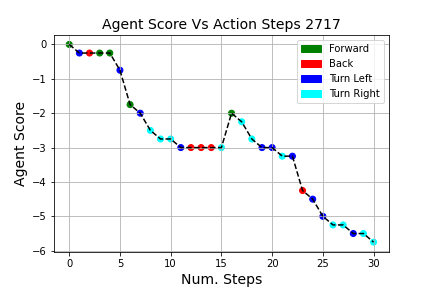 Agent Score Vs Action Steps 2717
Forward
Back
Turn Left
Turn Right
Agent Score
0
−1
−2
−3
−4
−5
−6
0 5 10 15 20 25 30
Num. Steps